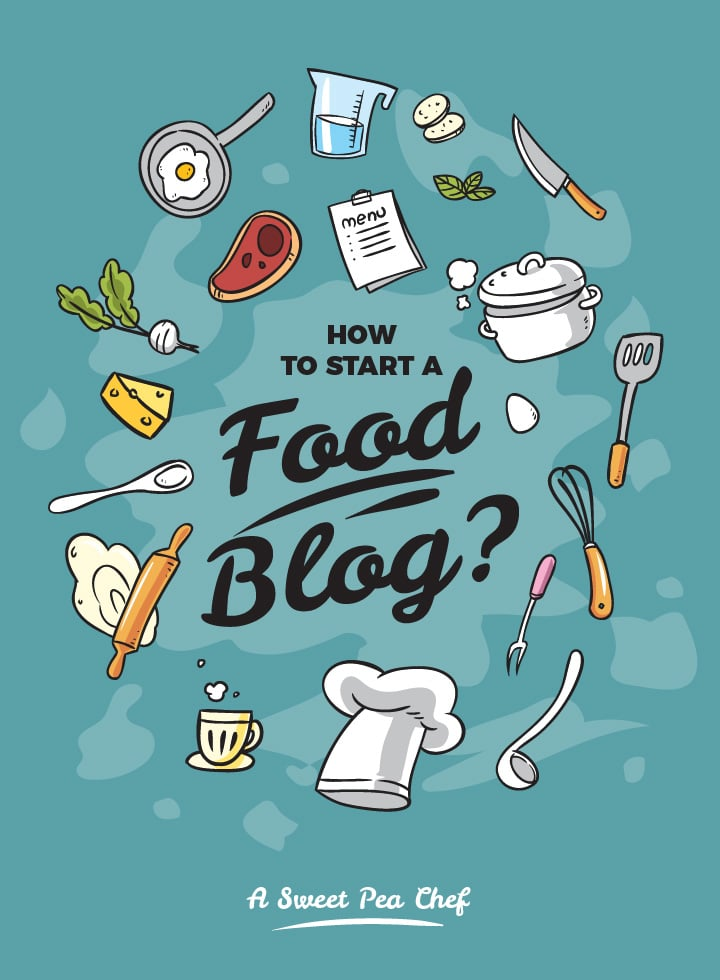 menu
HOW
TO START A
Food
Blog?
A Sweet Pea Chef